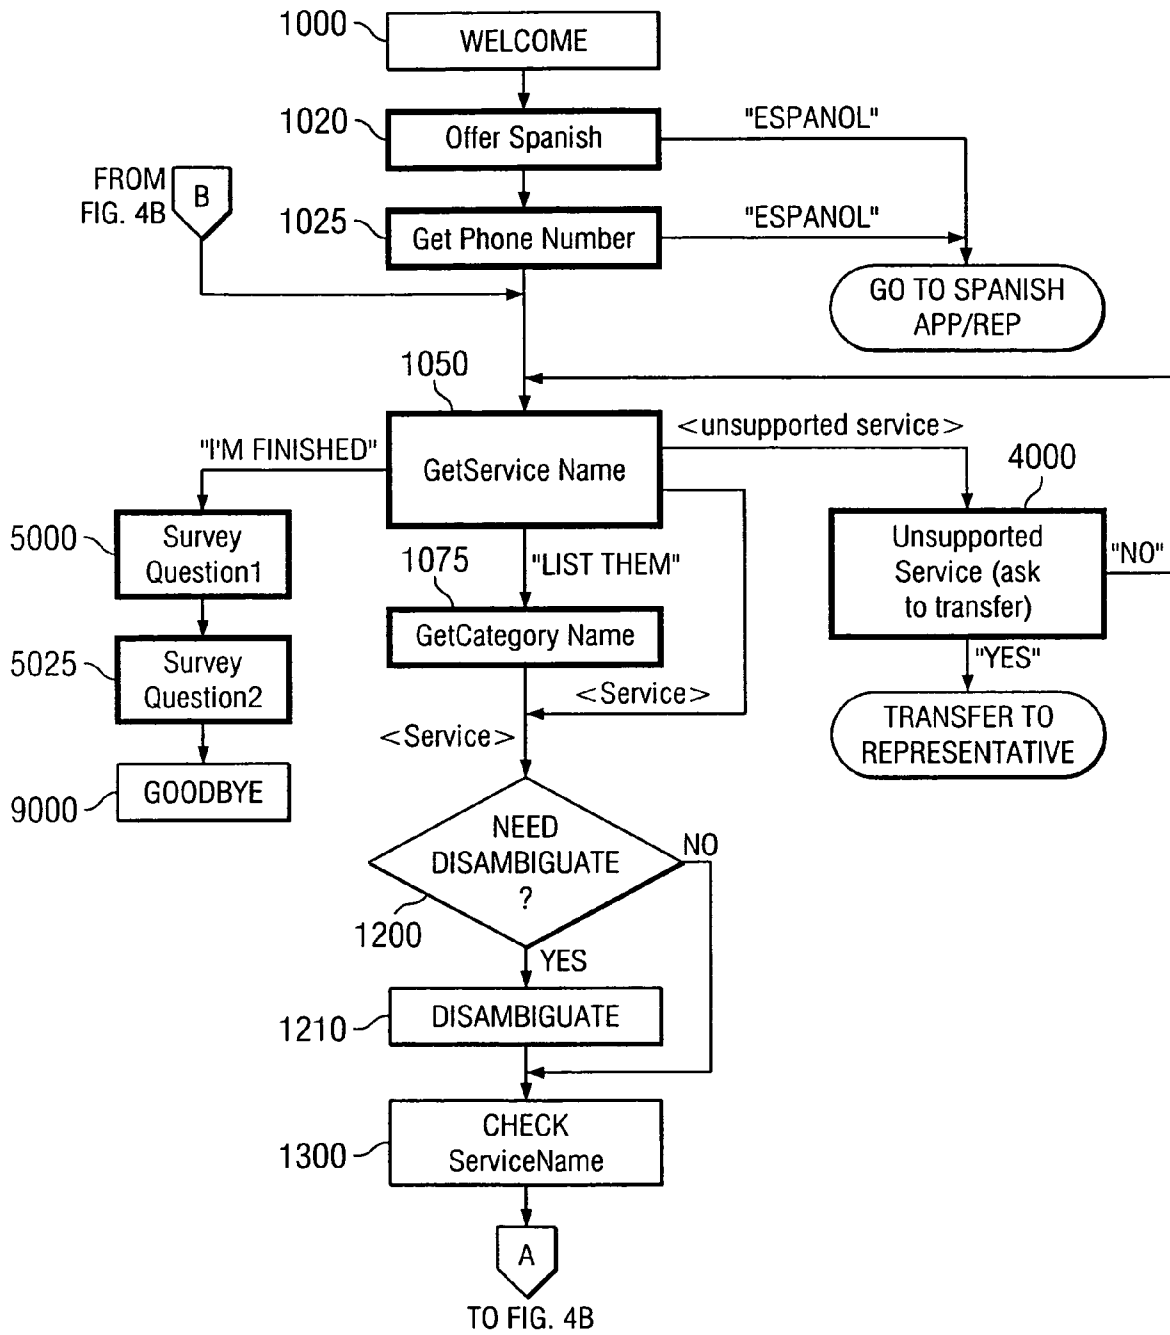 1000
WELCOME
1020
Offer Spanish
"ESPANOL"
FROM
FIG. 4B
B
1025
Get Phone Number
"ESPANOL"
GO TO SPANISH
APP/REP
1050
<unsupported service>
"I'M FINISHED"
GetService Name
4000
5000
Survey
Question1
1075
"LIST THEM"
Unsupported
Service (ask
to transfer)
"NO"
GetCategory Name
5025
Survey
Question2
"YES"
<Service>
<Service>
TRANSFER TO
REPRESENTATIVE
9000
GOODBYE
NEED
DISAMBIGUATE
?
NO
1200
YES
1210
DISAMBIGUATE
1300
CHECK
ServiceName
A
TO FIG. 4B